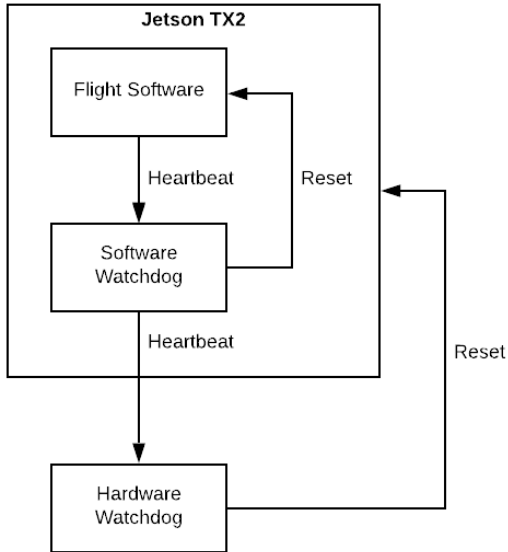 Jetson TX2
Flight Software
Heartbeat
Reset
Software
Watchdog
Heartbeat
Reset
Hardware
Watchdog